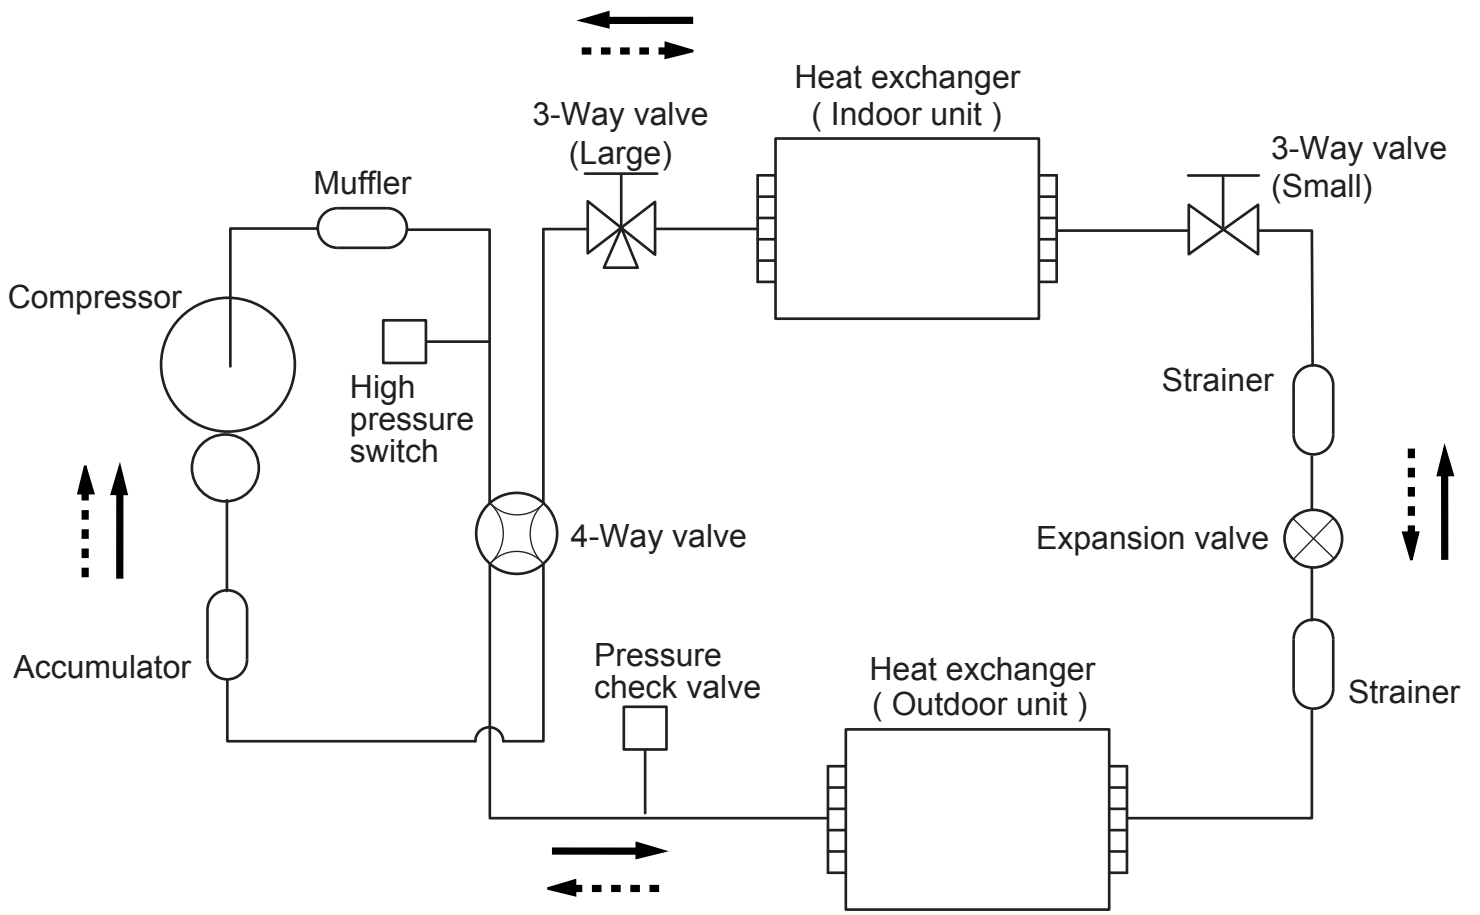 Heat exchanger
( Indoor unit )
3-Way valve
(Large)
3-Way valve
(Small)
Muffler
Compressor
High
pressure
switch
Strainer
4-Way valve
Expansion valve
Accumulator
Pressure
check valve
Heat exchanger
( Outdoor unit )
Strainer